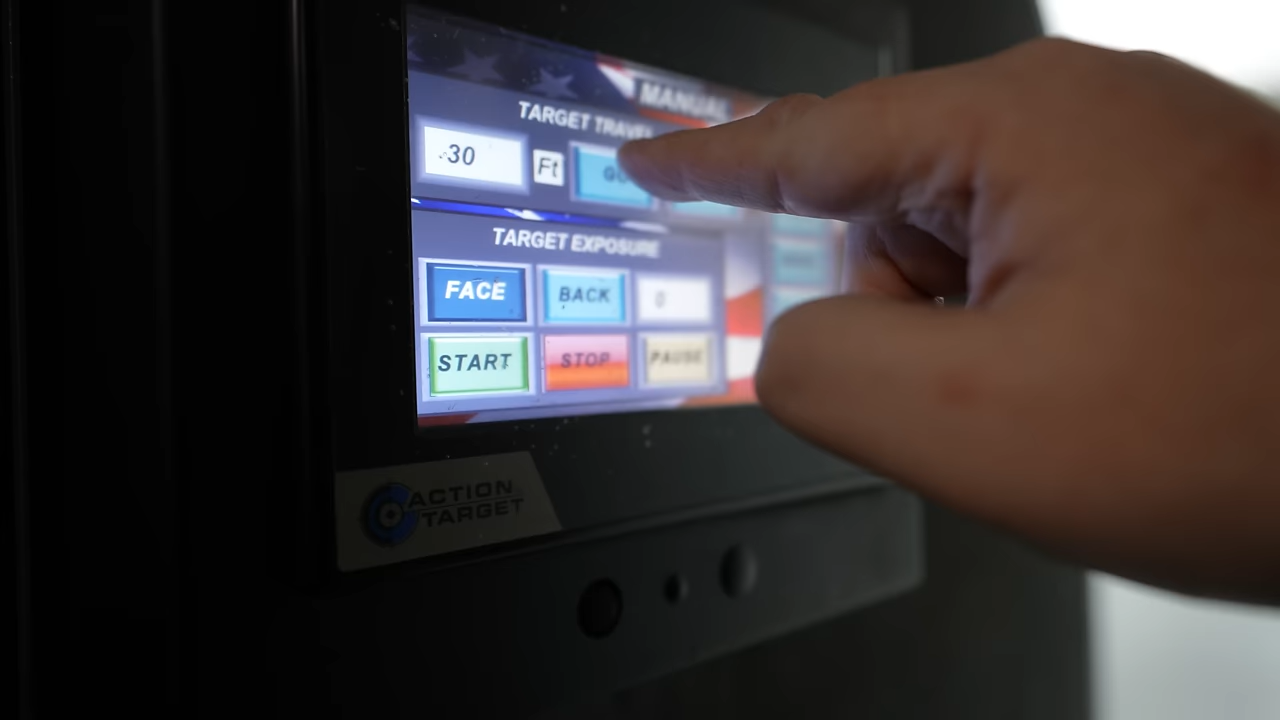 MANUAL
TARGET TRAVEL
30 Ft GO
TARGET EXPOSURE
FACE BACK 0
START STOP PAUSE
ACTION
TARGET